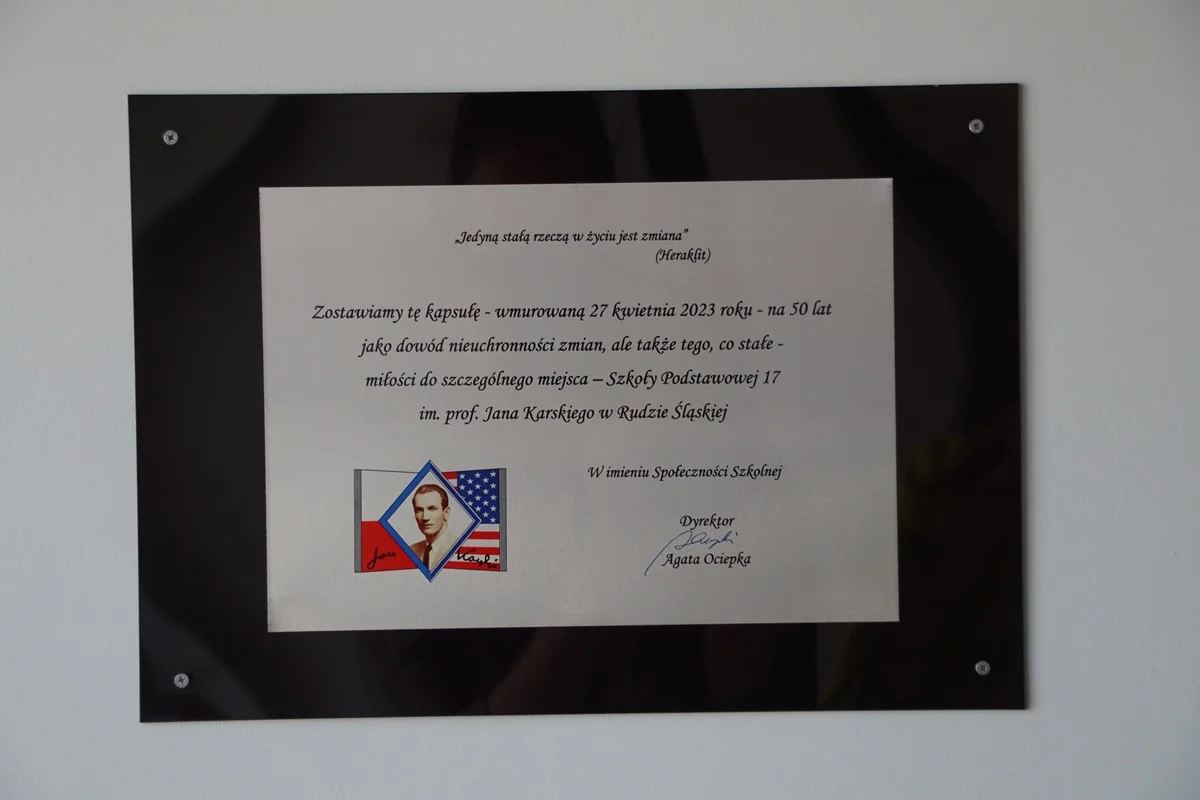 „Jedyną stałą rzeczą w życiu jest zmiana”
(Heraklit)
Zostawiamy tę kapsułę - wmurowaną 27 kwietnia 2023 roku - na 50 lat
jako dowód nieuchronności zmian, ale także tego, co stałe -
miłości do szczególnego miejsca – Szkoły Podstawowej 17
im. prof. Jana Karskiego w Rudzie Śląskiej
W imieniu Społeczności Szkolnej
Dyrektor
Agata Ociepka
Jan Karski